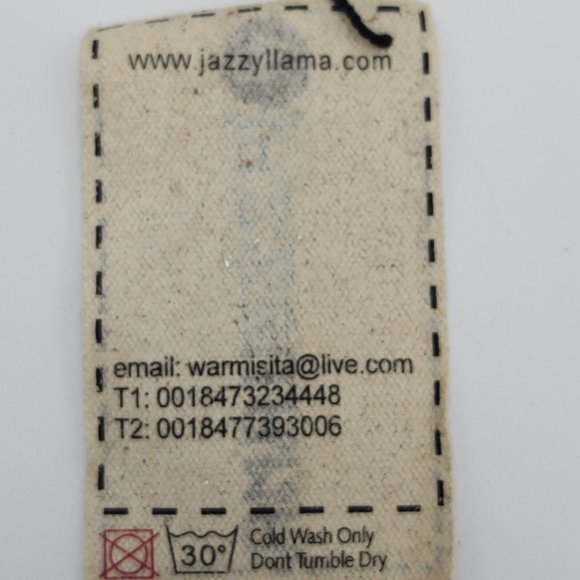 www.jazzyllama.com
email: warmisita@live.com
T1: 0018473234448
T2: 0018477393006
30°
Cold Wash Only
Dont Tumble Dry